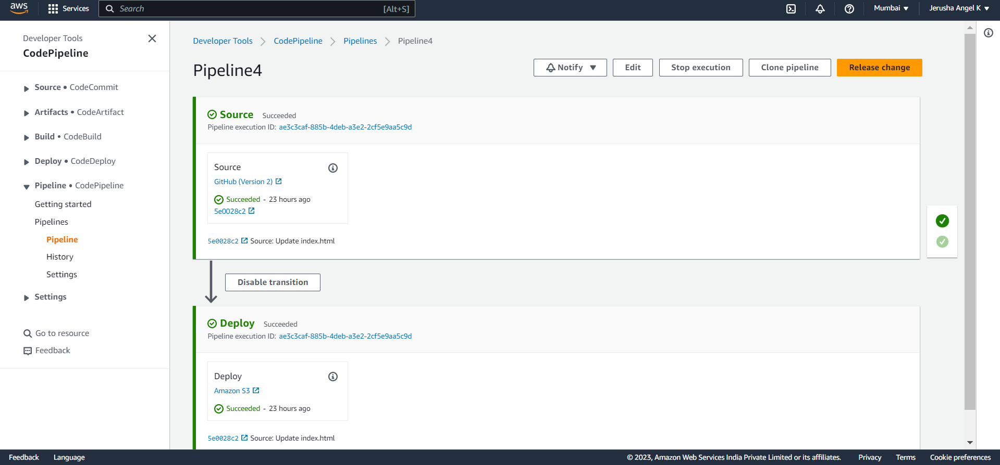 aws
Services
Search
[Alt+S]
Mumbai
Jerusha Angel K
Developer Tools
CodePipeline
Source • CodeCommit
Artifacts • CodeArtifact
Build • CodeBuild
Deploy • CodeDeploy
Pipeline • CodePipeline
Getting started
Pipelines
Pipeline
History
Settings
Settings
Go to resource
Feedback
Developer Tools
CodePipeline
Pipelines
Pipeline4
Pipeline4
Notify
Edit
Stop execution
Clone pipeline
Release change
Source Succeeded
Pipeline execution ID: ae3c3caf-885b-4deb-a3e2-2cf5e9aa5c9d
Source
GitHub (Version 2)
Succeeded - 23 hours ago
5e0028c2
5e0028c2 Source: Update index.html
Disable transition
Deploy Succeeded
Pipeline execution ID: ae3c3caf-885b-4deb-a3e2-2cf5e9aa5c9d
Deploy
Amazon S3
Succeeded - 23 hours ago
5e0028c2 Source: Update index.html
Feedback
Language
© 2023, Amazon Web Services India Private Limited or its affiliates.
Privacy
Terms
Cookie preferences